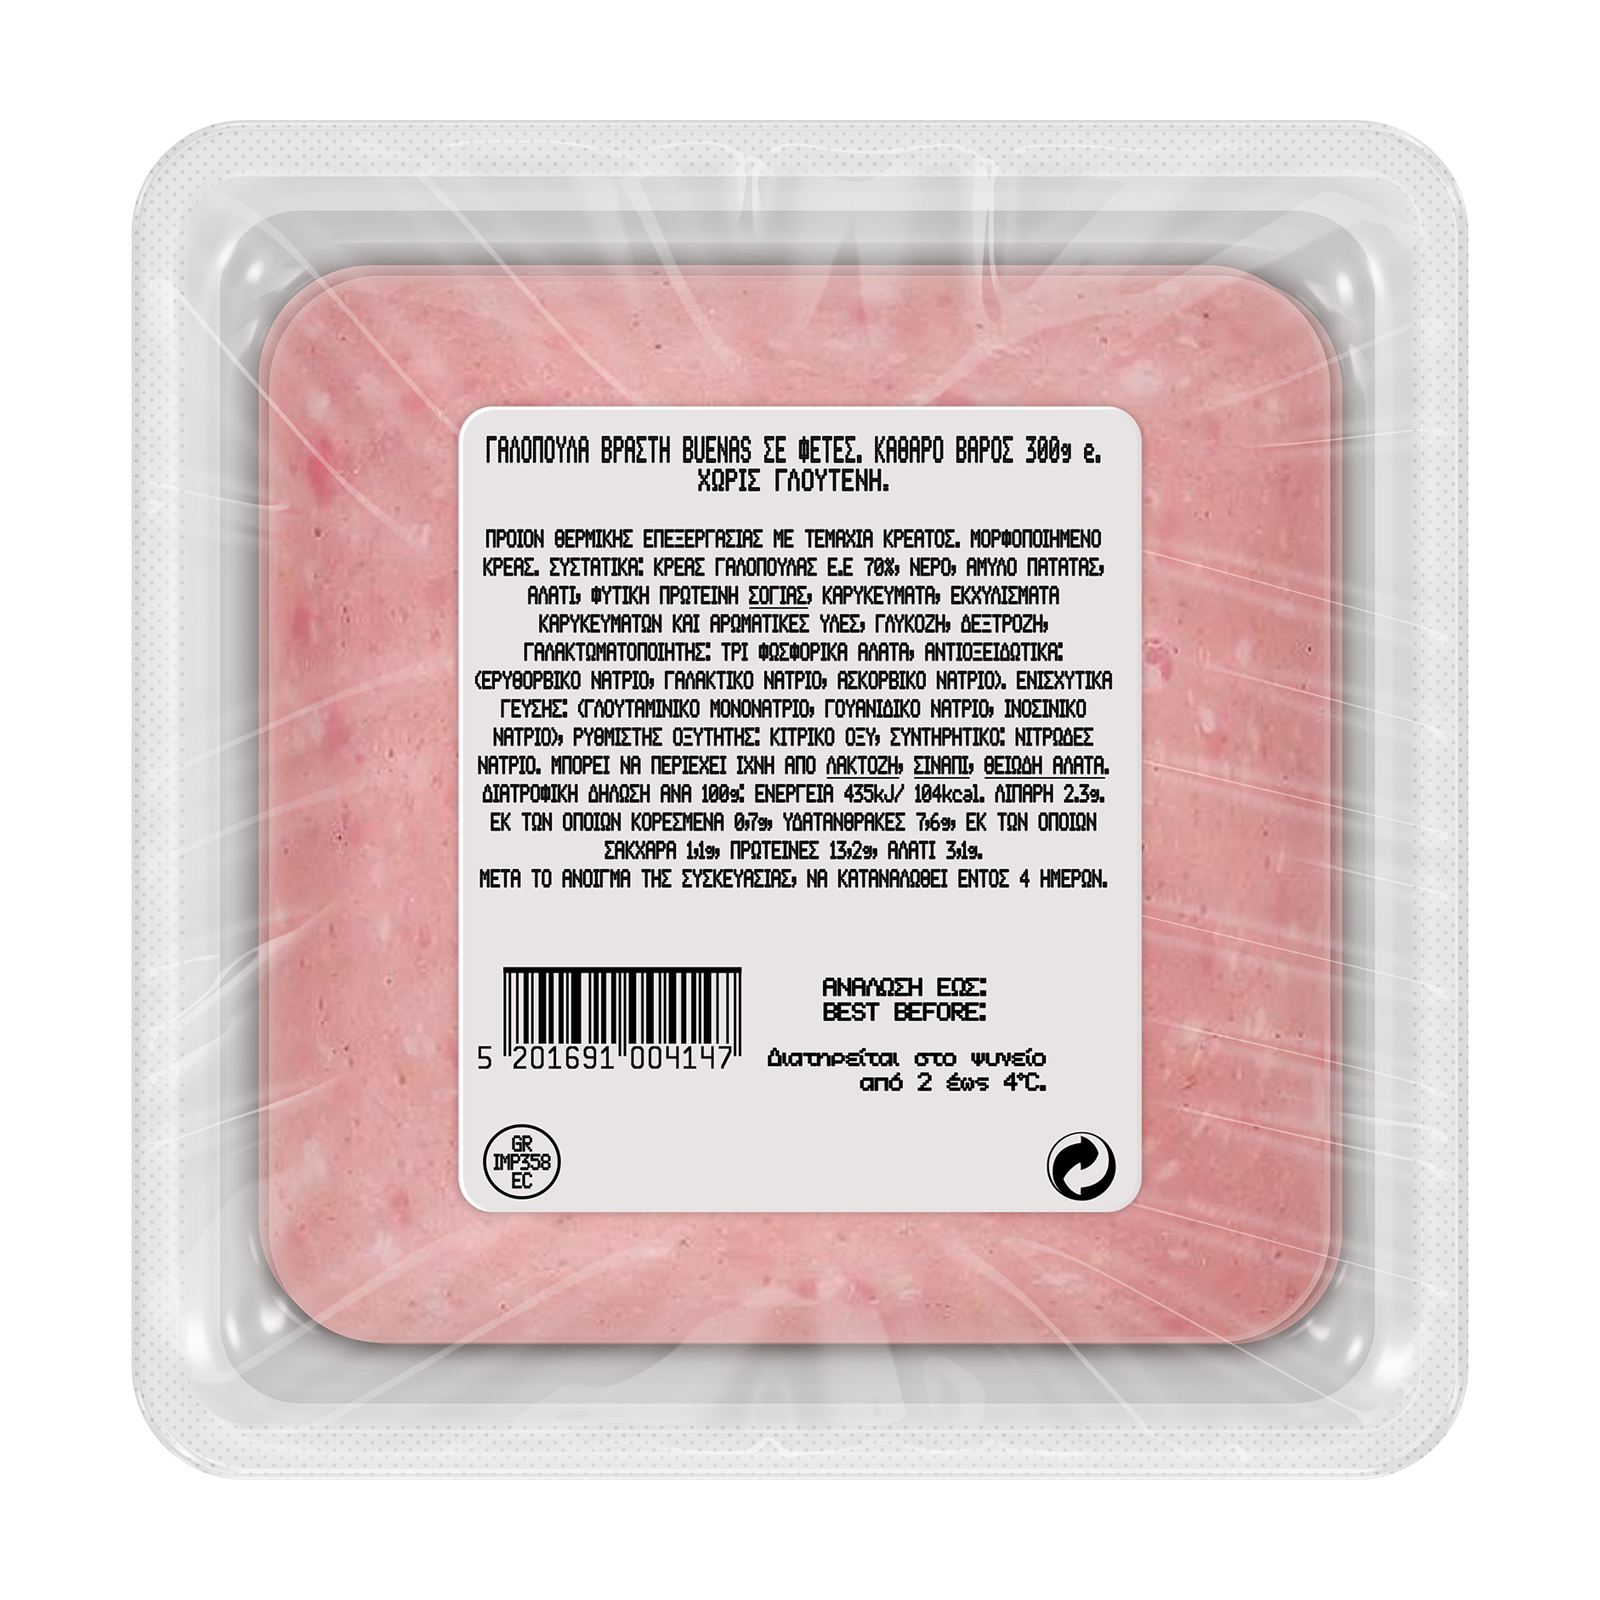 ΓΑΛΟΠΟΥΛΑ ΒΡΑΣΤΗ BUENAS ΣΕ ΦΕΤΕΣ. ΚΑΘΑΡΟ ΒΑΡΟΣ 300g e.
ΧΩΡΙΣ ΓΛΟΥΤΕΝΗ.
ΠΡΟΙΟΝ ΘΕΡΜΙΚΗΣ ΕΠΕΞΕΡΓΑΣΙΑΣ ΜΕ ΤΕΜΑΧΙΑ ΚΡΕΑΤΟΣ. ΜΟΡΦΟΠΟΙΗΜΕΝΟ
ΚΡΕΑΣ. ΣΥΣΤΑΤΙΚΑ: ΚΡΕΑΣ ΓΑΛΟΠΟΥΛΑΣ Ε.Ε 70%, ΝΕΡΟ, ΑΜΥΛΟ ΠΑΤΑΤΑΣ,
ΑΛΑΤΙ, ΦΥΤΙΚΗ ΠΡΩΤΕΙΝΗ ΣΟΓΙΑΣ, ΚΑΡΥΚΕΥΜΑΤΑ, ΕΚΧΥΛΙΣΜΑΤΑ
ΚΑΡΥΚΕΥΜΑΤΩΝ ΚΑΙ ΑΡΩΜΑΤΙΚΕΣ ΥΛΕΣ, ΓΛΥΚΟΖΗ, ΔΕΞΤΡΟΖΗ,
ΓΑΛΑΚΤΩΜΑΤΟΠΟΙΗΤΗΣ: ΤΡΙ ΦΩΣΦΟΡΙΚΑ ΑΛΑΤΑ, ΑΝΤΙΟΞΕΙΔΩΤΙΚΑ:
(ΕΡΥΘΟΡΒΙΚΟ ΝΑΤΡΙΟ, ΓΑΛΑΚΤΙΚΟ ΝΑΤΡΙΟ, ΑΣΚΟΡΒΙΚΟ ΝΑΤΡΙΟ). ΕΝΙΣΧΥΤΙΚΑ
ΓΕΥΣΗΣ: (ΓΛΟΥΤΑΜΙΝΙΚΟ ΜΟΝΟΝΑΤΡΙΟ, ΓΟΥΑΝΙΔΙΚΟ ΝΑΤΡΙΟ, ΙΝΟΣΙΝΙΚΟ
ΝΑΤΡΙΟ), ΡΥΘΜΙΣΤΗΣ ΟΞΥΤΗΤΗΣ: ΚΙΤΡΙΚΟ ΟΞΥ, ΣΥΝΤΗΡΗΤΙΚΟ: ΝΙΤΡΩΔΕΣ
ΝΑΤΡΙΟ. ΜΠΟΡΕΙ ΝΑ ΠΕΡΙΕΧΕΙ ΙΧΝΗ ΑΠΟ ΛΑΚΤΟΖΗ, ΣΙΝΑΠΙ, ΘΕΙΩΔΗ ΑΛΑΤΑ.
ΔΙΑΤΡΟΦΙΚΗ ΔΗΛΩΣΗ ΑΝΑ 100g: ΕΝΕΡΓΕΙΑ 435kJ/ 104kcal. ΛΙΠΑΡΗ 2.3g.
ΕΚ ΤΩΝ ΟΠΟΙΩΝ ΚΟΡΕΣΜΕΝΑ 0,7g, ΥΔΑΤΑΝΘΡΑΚΕΣ 7,6g, ΕΚ ΤΩΝ ΟΠΟΙΩΝ
ΣΑΚΧΑΡΑ 1,1g, ΠΡΩΤΕΙΝΕΣ 13,2g, ΑΛΑΤΙ 3,1g.
ΜΕΤΑ ΤΟ ΑΝΟΙΓΜΑ ΤΗΣ ΣΥΣΚΕΥΑΣΙΑΣ, ΝΑ ΚΑΤΑΝΑΛΩΘΕΙ ΕΝΤΟΣ 4 ΗΜΕΡΩΝ.
ΑΝΑΛΩΣΗ ΕΩΣ:
BEST BEFORE:
5 201691 004147
Διατηρείται στο ψυγείο
από 2 έως 4°C.
GR
IMP358
EC